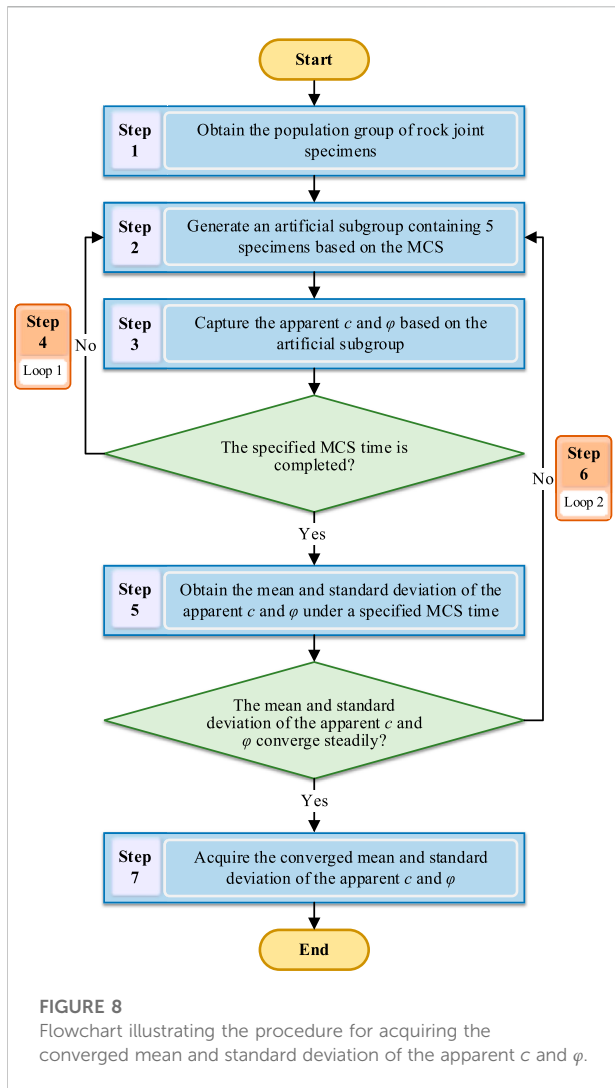 Start
Step
1
Obtain the population group of rock joint
specimens
Step
2
Generate an artificial subgroup containing 5
specimens based on the MCS
Step
3
Capture the apparent c and φ based on the
artificial subgroup
Step
4
Loop 1
No
The specified MCS time is
completed?
Yes
Step
5
Obtain the mean and standard deviation of the
apparent c and φ under a specified MCS time
Step
6
Loop 2
No
The mean and standard
deviation of the apparent c and
φ converge steadily?
Yes
Step
7
Acquire the converged mean and standard
deviation of the apparent c and φ
End
FIGURE 8
Flowchart illustrating the procedure for acquiring the
converged mean and standard deviation of the apparent c and φ.